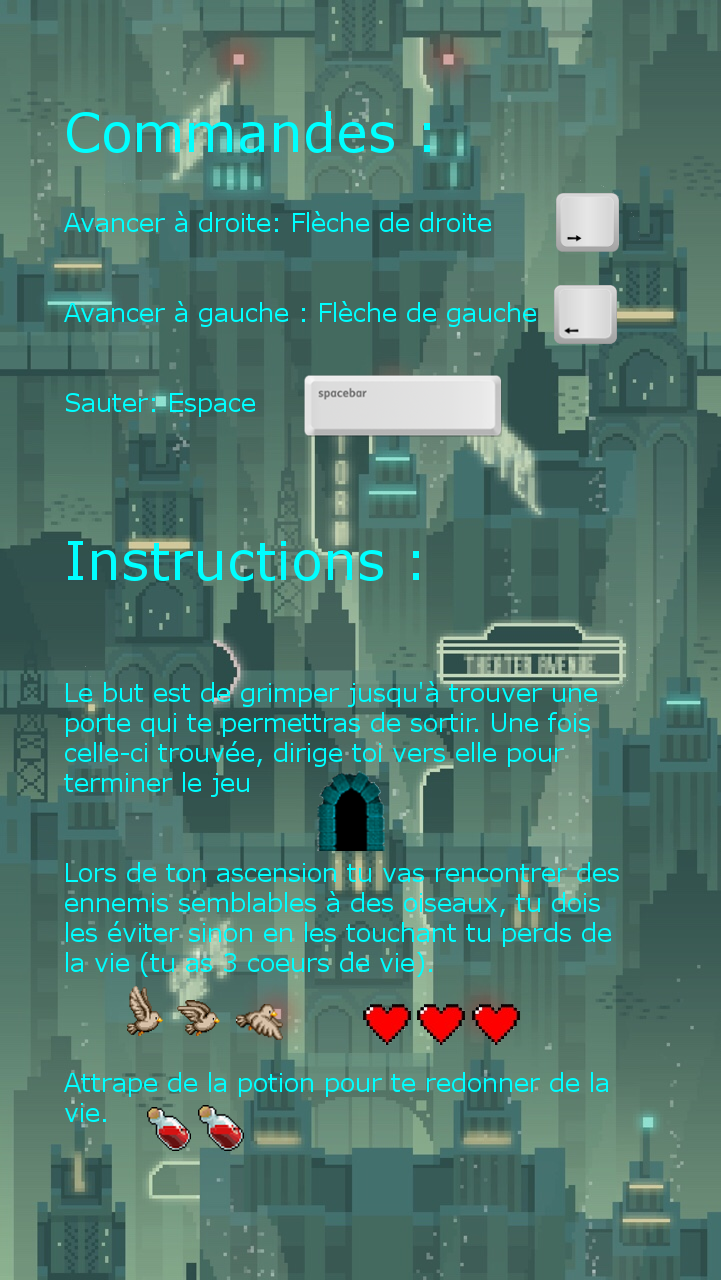 Commandes :
Avancer à droite: Flèche de droite
→
Avancer à gauche : Flèche de gauche
←
Sauter: Espace
spacebar
Instructions :
Le but est de grimper jusqu'à trouver une
porte qui te permettras de sortir. Une fois
celle-ci trouvée, dirige toi vers elle pour
terminer le jeu
Lors de ton ascension tu vas rencontrer des
ennemis semblables à des oiseaux, tu dois
les éviter sinon en les touchant tu perds de
la vie (tu as 3 coeurs de vie).
Attrape de la potion pour te redonner de la
vie.